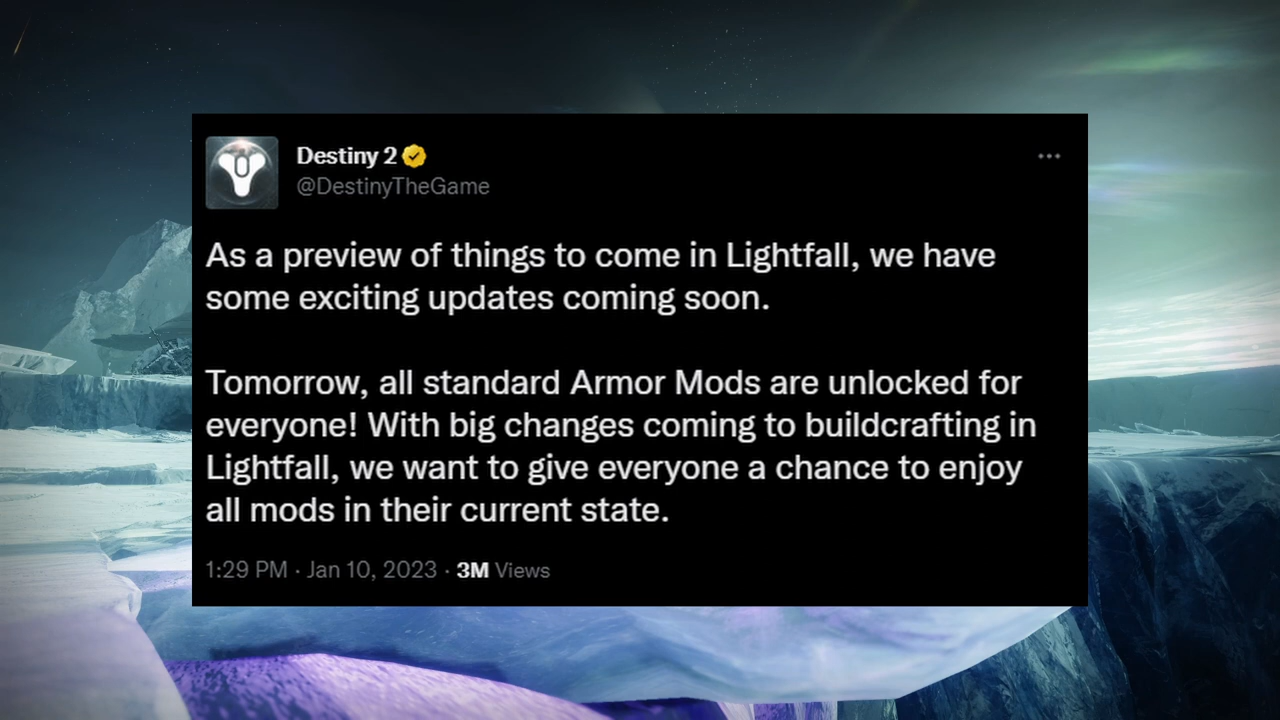 Destiny 2
@DestinyTheGame
As a preview of things to come in Lightfall, we have
some exciting updates coming soon.
Tomorrow, all standard Armor Mods are unlocked for
everyone! With big changes coming to buildcrafting in
Lightfall, we want to give everyone a chance to enjoy
all mods in their current state.
1:29 PM · Jan 10, 2023 · 3M Views